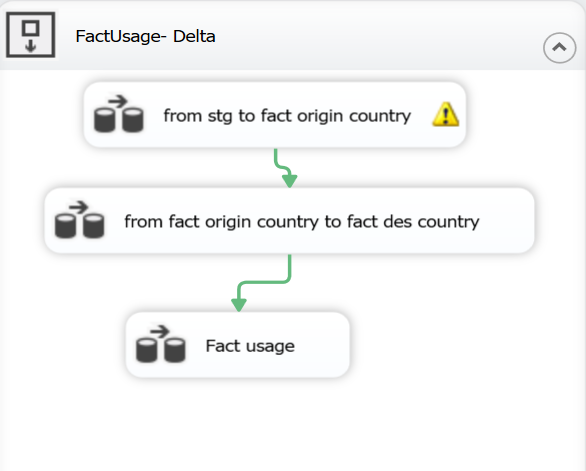 FactUsage- Delta
from stg to fact origin country
from fact origin country to fact des country
Fact usage